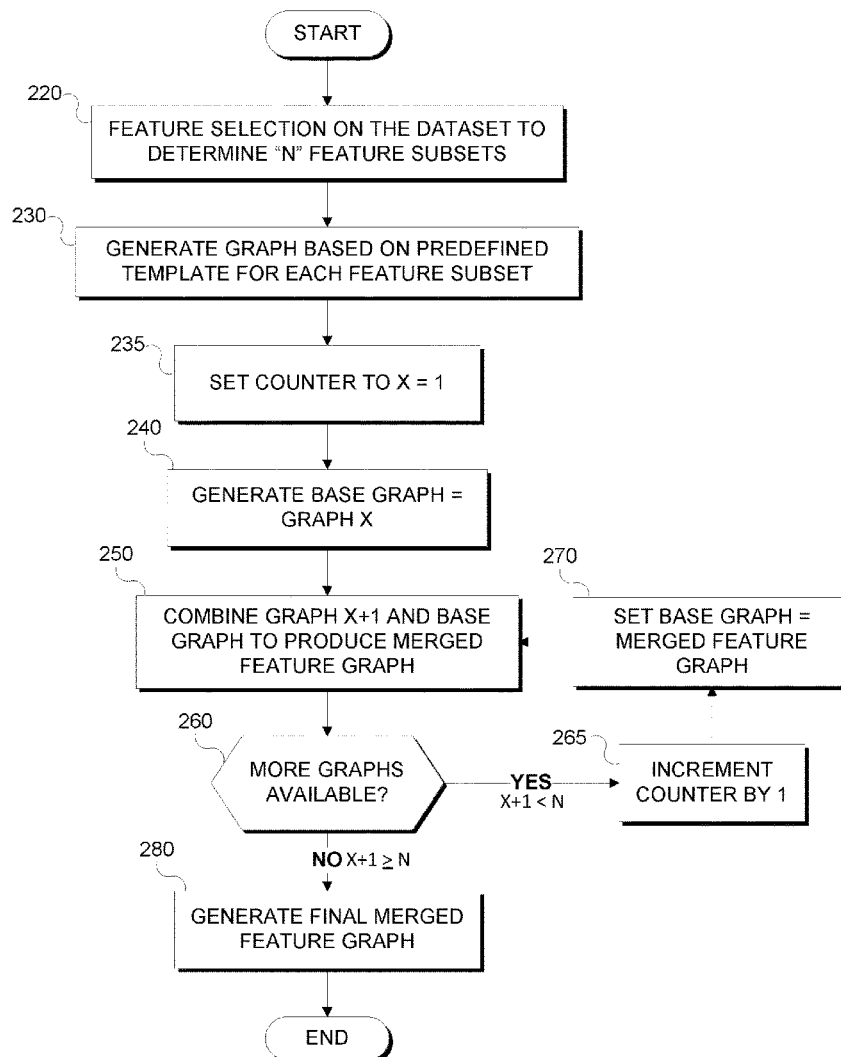 START
220
FEATURE SELECTION ON THE DATASET TO
DETERMINE "N" FEATURE SUBSETS
230
GENERATE GRAPH BASED ON PREDEFINED
TEMPLATE FOR EACH FEATURE SUBSET
235
SET COUNTER TO X = 1
240
GENERATE BASE GRAPH =
GRAPH X
250
COMBINE GRAPH X+1 AND BASE
GRAPH TO PRODUCE MERGED
FEATURE GRAPH
270
SET BASE GRAPH =
MERGED FEATURE
GRAPH
260
MORE GRAPHS
AVAILABLE?
YES
X+1 < N
265
INCREMENT
COUNTER BY 1
NO X+1 ≥ N
280
GENERATE FINAL MERGED
FEATURE GRAPH
END